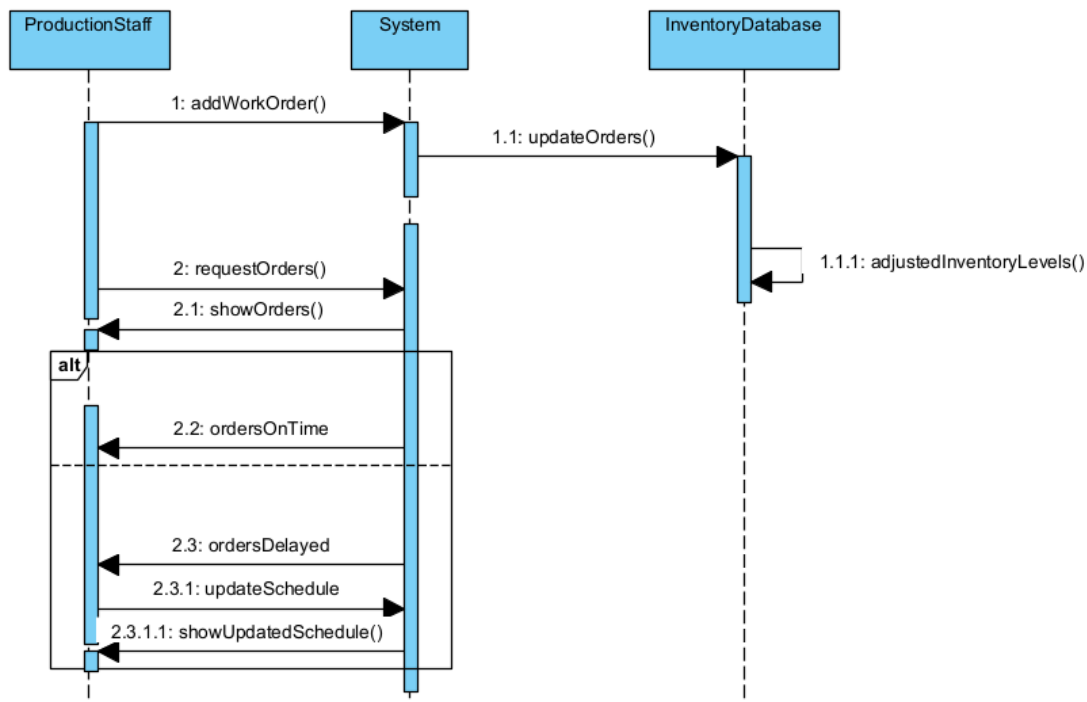 ProductionStaff
System
InventoryDatabase
1: addWorkOrder()
1.1: updateOrders()
1.1.1: adjustedInventoryLevels()
2: requestOrders()
2.1: showOrders()
alt
2.2: ordersOnTime
2.3: ordersDelayed
2.3.1: updateSchedule
2.3.1.1: showUpdatedSchedule()